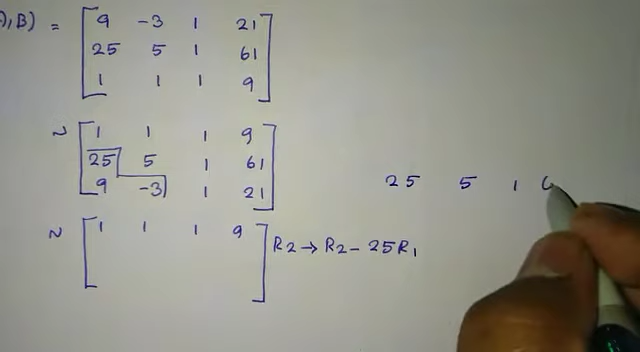 ,B) = 9 -3 1 21
25 5 1 61
1 1 1 9
~ 1 1 1 9
25 5 1 61
9 -3 1 21
25 5 1 6
~ 1 1 1 9 R2 → R2 - 25R1